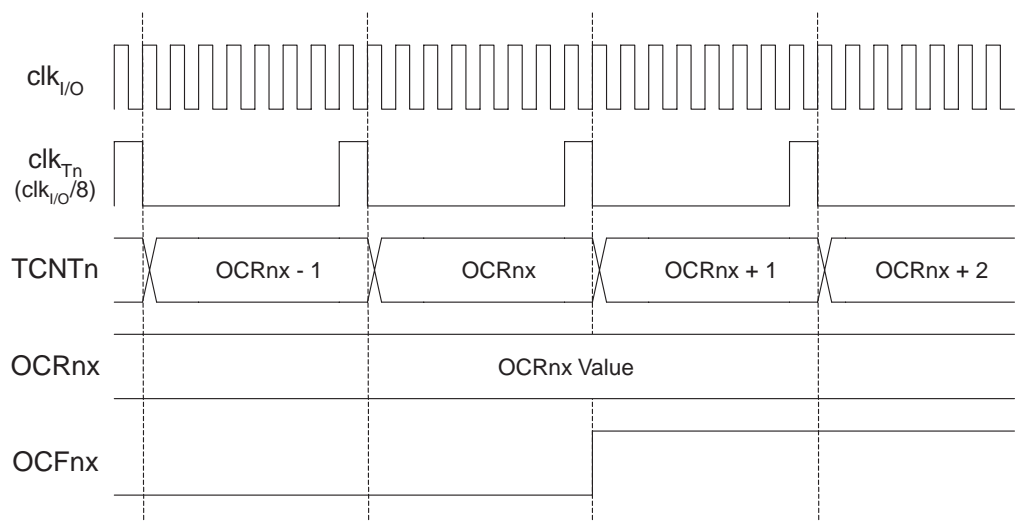 clkI/O
clkTn
(clkI/O/8)
TCNTn OCRnx - 1 OCRnx OCRnx + 1 OCRnx + 2
OCRnx OCRnx Value
OCFnx